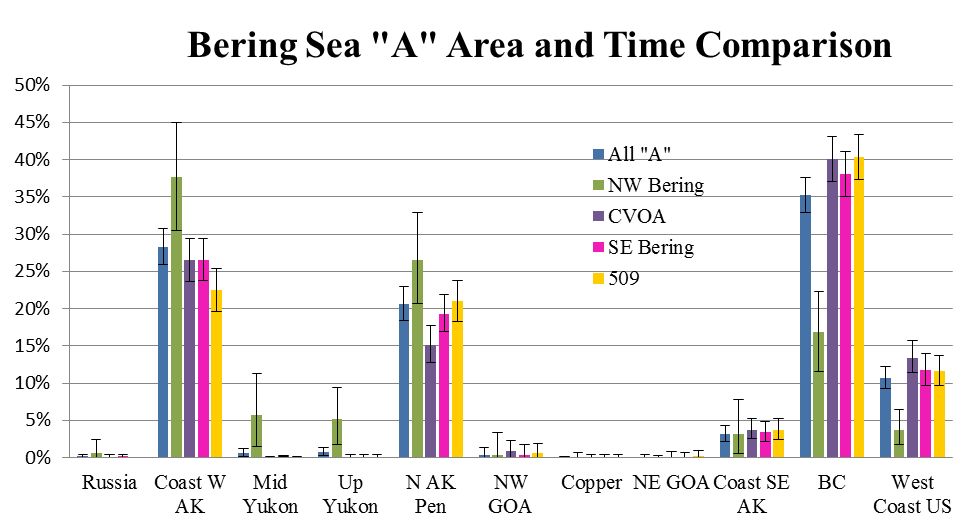 Bering Sea "A" Area and Time Comparison
50%
45%
40%
35%
30%
25%
20%
15%
10%
5%
0%
All "A"
NW Bering
CVOA
SE Bering
509
Russia
Coast W
AK
Mid
Yukon
Up
Yukon
N AK
Pen
NW
GOA
Copper
NE GOA
Coast SE
AK
BC
West
Coast US